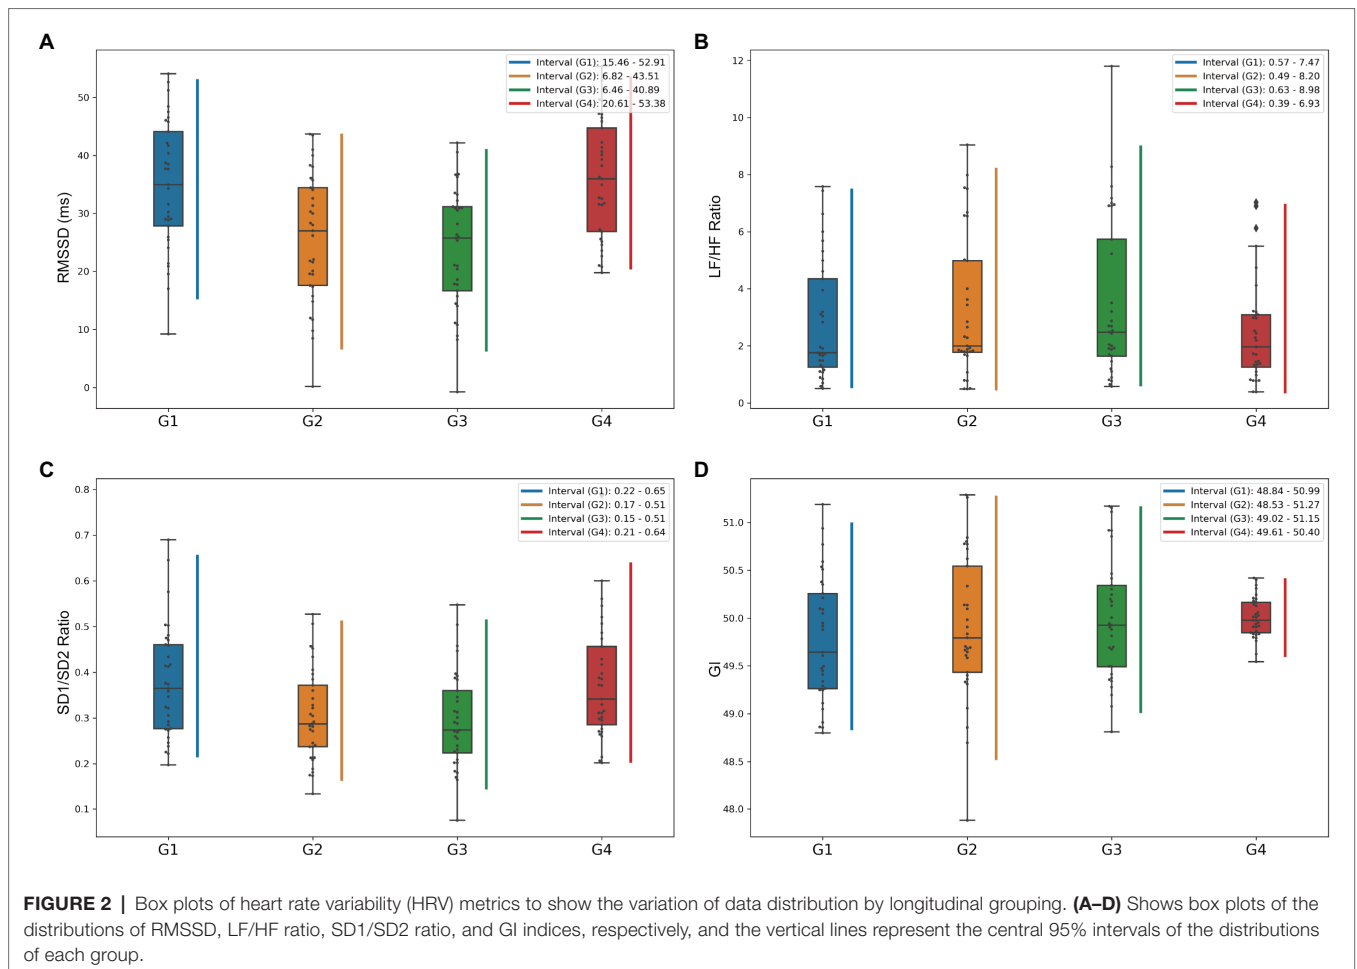 A
Interval (G1): 15.46 - 52.91
Interval (G2): 6.82 - 43.51
Interval (G3): 6.46 - 40.89
Interval (G4): 20.61 - 53.38
50
40
30
20
10
0
RMSSD (ms)
G1 G2 G3 G4
B
Interval (G1): 0.57 - 7.47
Interval (G2): 0.49 - 8.20
Interval (G3): 0.63 - 8.98
Interval (G4): 0.39 - 6.93
12
10
8
6
4
2
0
LF/HF Ratio
G1 G2 G3 G4
C
Interval (G1): 0.22 - 0.65
Interval (G2): 0.17 - 0.51
Interval (G3): 0.15 - 0.51
Interval (G4): 0.21 - 0.64
0.8
0.7
0.6
0.5
0.4
0.3
0.2
0.1
SD1/SD2 Ratio
G1 G2 G3 G4
D
Interval (G1): 48.84 - 50.99
Interval (G2): 48.53 - 51.27
Interval (G3): 49.02 - 51.15
Interval (G4): 49.61 - 50.40
51.0
50.5
50.0
49.5
49.0
48.5
48.0
GI
G1 G2 G3 G4
FIGURE 2 | Box plots of heart rate variability (HRV) metrics to show the variation of data distribution by longitudinal grouping. (A–D) Shows box plots of the
distributions of RMSSD, LF/HF ratio, SD1/SD2 ratio, and GI indices, respectively, and the vertical lines represent the central 95% intervals of the distributions
of each group.